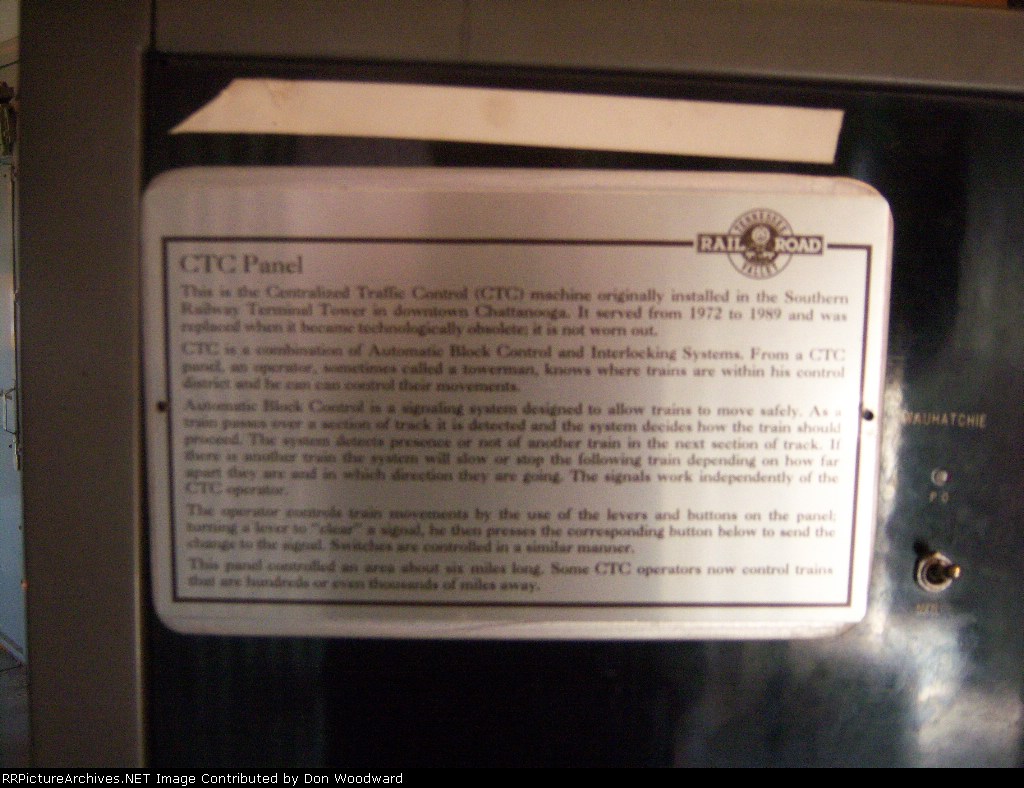 TENNESSEE
RAIL ROAD
VALLEY
CTC Panel
This is the Centralized Traffic Control (CTC) machine originally installed in the Southern
Railway Terminal Tower in downtown Chattanooga. It served from 1972 to 1989 and was
replaced when it became technologically obsolete; it is not worn out.
CTC is a combination of Automatic Block Control and Interlocking Systems. From a CTC
panel, an operator, sometimes called a towerman, knows where trains are within his control
district and he can can control their movements.
Automatic Block Control is a signaling system designed to allow trains to move safely. As a
train passes over a section of track it is detected and the system decides how the train should
proceed. The system detects presence or not of another train in the next section of track. If
there is another train the system will slow or stop the following train depending on how far
apart they are and in which direction they are going. The signals work independently of the
CTC operator.
The operator controls train movements by the use of the levers and buttons on the panel;
turning a lever to "clear" a signal, he then presses the corresponding button below to send the
change to the signal. Switches are controlled in a similar manner.
This panel controlled an area about six miles long. Some CTC operators now control trains
that are hundreds or even thousands of miles away.
WAUHATCHIE
P O
RRPictureArchives.NET Image Contributed by Don Woodward